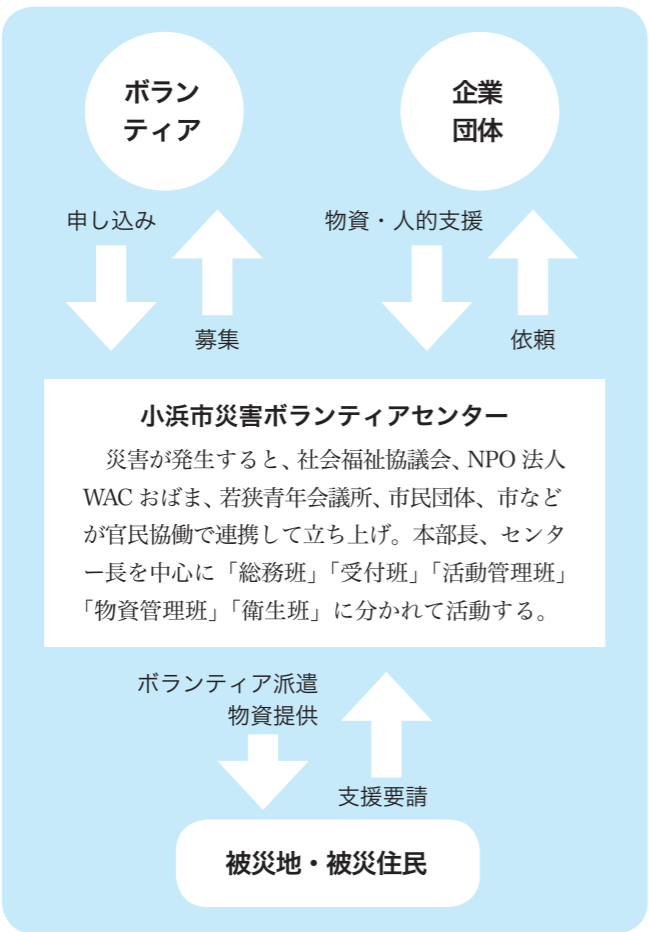 ボラン
ティア
企業
団体
申し込み
物資・人的支援
募集
依頼
小浜市災害ボランティアセンター
災害が発生すると、社会福祉協議会、NPO 法人
WAC おばま、若狭青年会議所、市民団体、市など
が官民協働で連携して立ち上げ。本部長、センタ
ー長を中心に「総務班」「受付班」「活動管理班」
「物資管理班」「衛生班」に分かれて活動する。
ボランティア派遣
物資提供
支援要請
被災地・被災住民